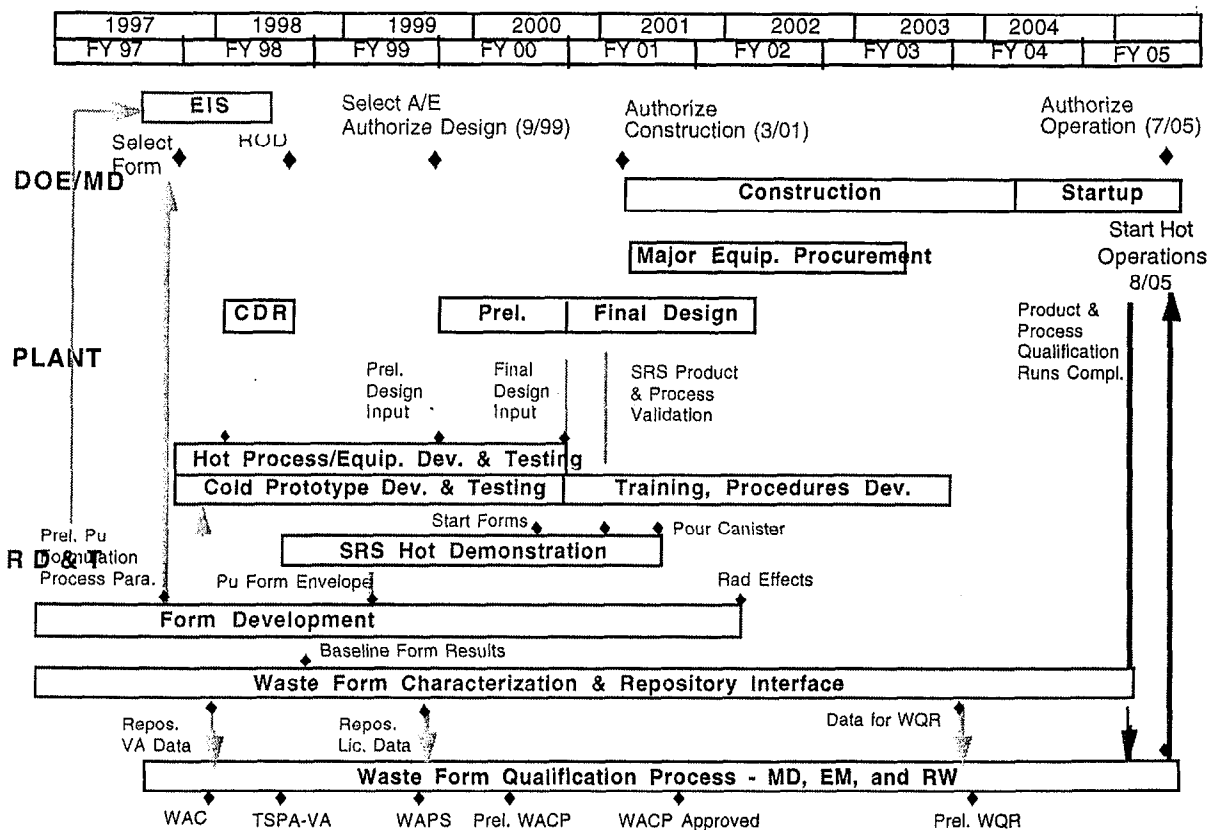 1997 1998 1999 2000 2001 2002 2003 2004
FY 97 FY 98 FY 99 FY 00 FY 01 FY 02 FY 03 FY 04 FY 05
EIS
Select A/E
Authorize Design (9/99)
Authorize
Construction (3/01)
Authorize
Operation (7/05)
Select
Form
ROD
DOE/MD
Construction
Startup
Start Hot
Operations
8/05
Major Equip. Procurement
CDR
Prel.
Final Design
Product &
Process
Qualification
Runs Compl.
PLANT
Prel.
Design
Input
Final
Design
Input
SRS Product
& Process
Validation
Hot Process/Equip. Dev. & Testing
Cold Prototype Dev. & Testing
Training, Procedures Dev.
Start Forms
Pour Canister
SRS Hot Demonstration
R D & T
Prel. Pu
Formulation
Process Para.
Pu Form Envelope
Rad Effects
Form Development
Baseline Form Results
Waste Form Characterization & Repository Interface
Repos.
VA Data
Repos.
Lic. Data
Data for WQR
Waste Form Qualification Process - MD, EM, and RW
WAC
TSPA-VA
WAPS
Prel. WACP
WACP Approved
Prel. WQR